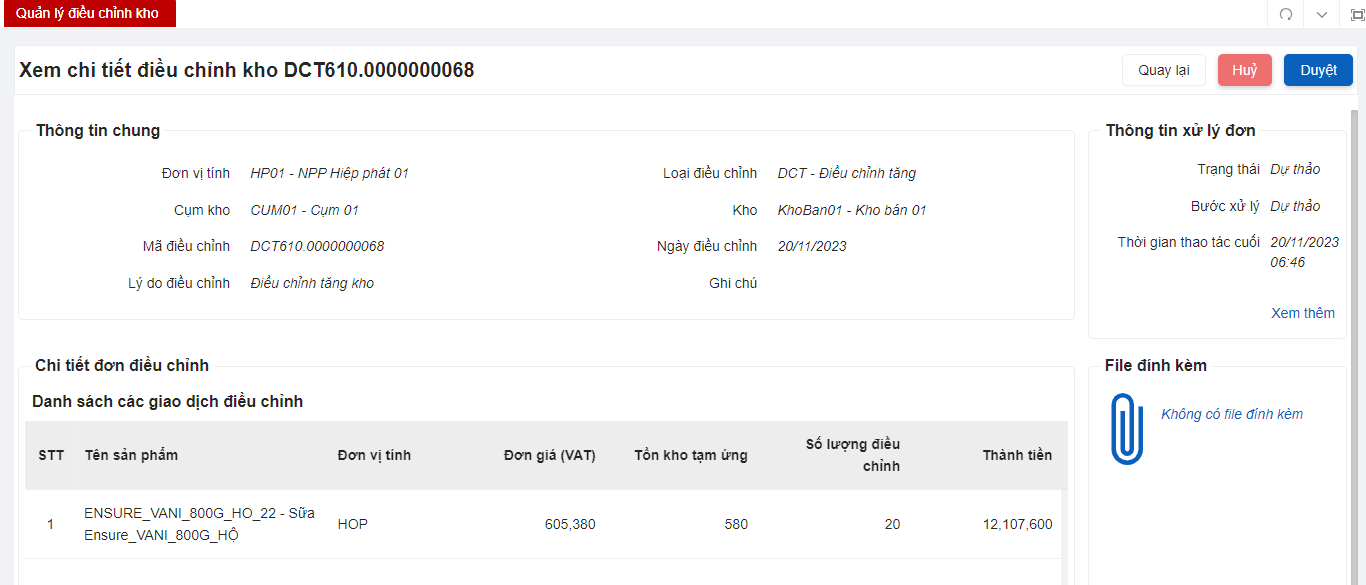 Quản lý điều chỉnh kho
Xem chi tiết điều chỉnh kho DCT610.0000000068
Quay lại
Huỷ
Duyệt
Thông tin chung
Đơn vị tính HP01 - NPP Hiệp phát 01
Loại điều chỉnh DCT - Điều chỉnh tăng
Cụm kho CUM01 - Cụm 01
Kho KhoBan01 - Kho bán 01
Mã điều chỉnh DCT610.0000000068
Ngày điều chỉnh 20/11/2023
Lý do điều chỉnh Điều chỉnh tăng kho
Ghi chú
Thông tin xử lý đơn
Trạng thái Dự thảo
Bước xử lý Dự thảo
Thời gian thao tác cuối 20/11/2023
06:46
Xem thêm
Chi tiết đơn điều chỉnh
Danh sách các giao dịch điều chỉnh
STT Tên sản phẩm Đơn vị tính Đơn giá (VAT) Tồn kho tạm ứng Số lượng điều
chỉnh Thành tiền
1 ENSURE_VANI_800G_HO_22 - Sữa
Ensure_VANI_800G_HỘ HOP 605,380 580 20 12,107,600
File đính kèm
Không có file đính kèm